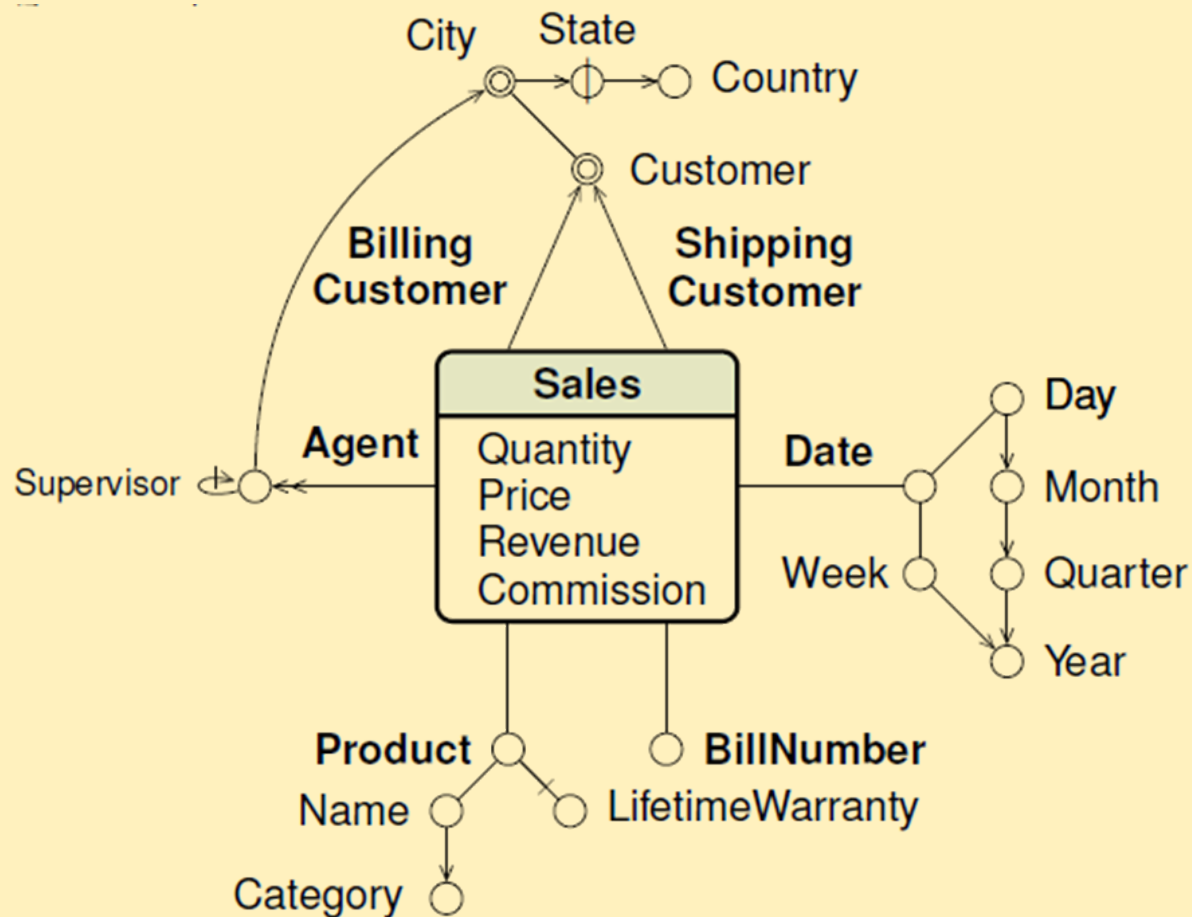 City
State
Country
Customer
Billing
Customer
Shipping
Customer
Sales
Quantity
Price
Revenue
Commission
Agent
Supervisor
Date
Day
Month
Week
Quarter
Year
Product
BillNumber
Name
LifetimeWarranty
Category